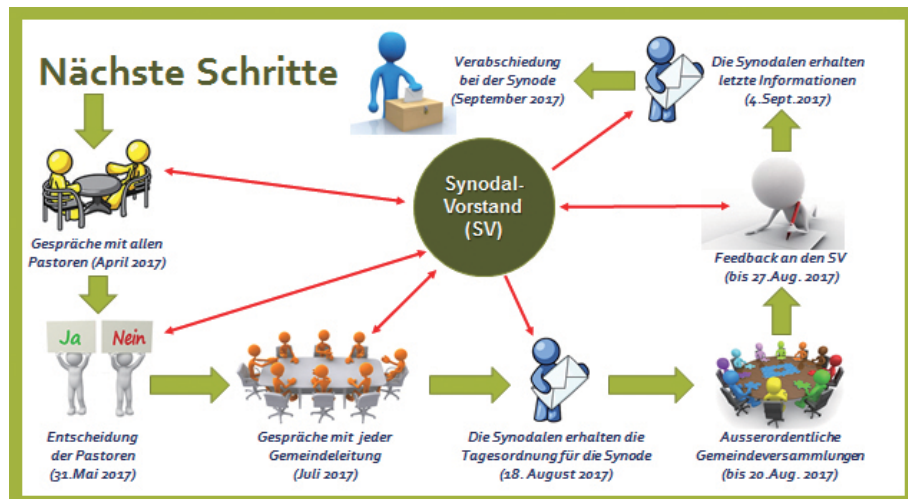 Nächste Schritte
Gespräche mit allen
Pastoren (April 2017)
Ja
Nein
Entscheidung
der Pastoren
(31.Mai 2017)
Gespräche mit jeder
Gemeindeleitung
(Juli 2017)
Die Synodalen erhalten die
Tagesordnung für die Synode
(18. August 2017)
Ausserordentliche
Gemeindeversammlungen
(bis 20.Aug. 2017)
Feedback an den SV
(bis 27.Aug. 2017)
Die Synodalen erhalten
letzte Informationen
(4.Sept.2017)
Verabschiedung
bei der Synode
(September 2017)
Synodal-
Vorstand
(SV)